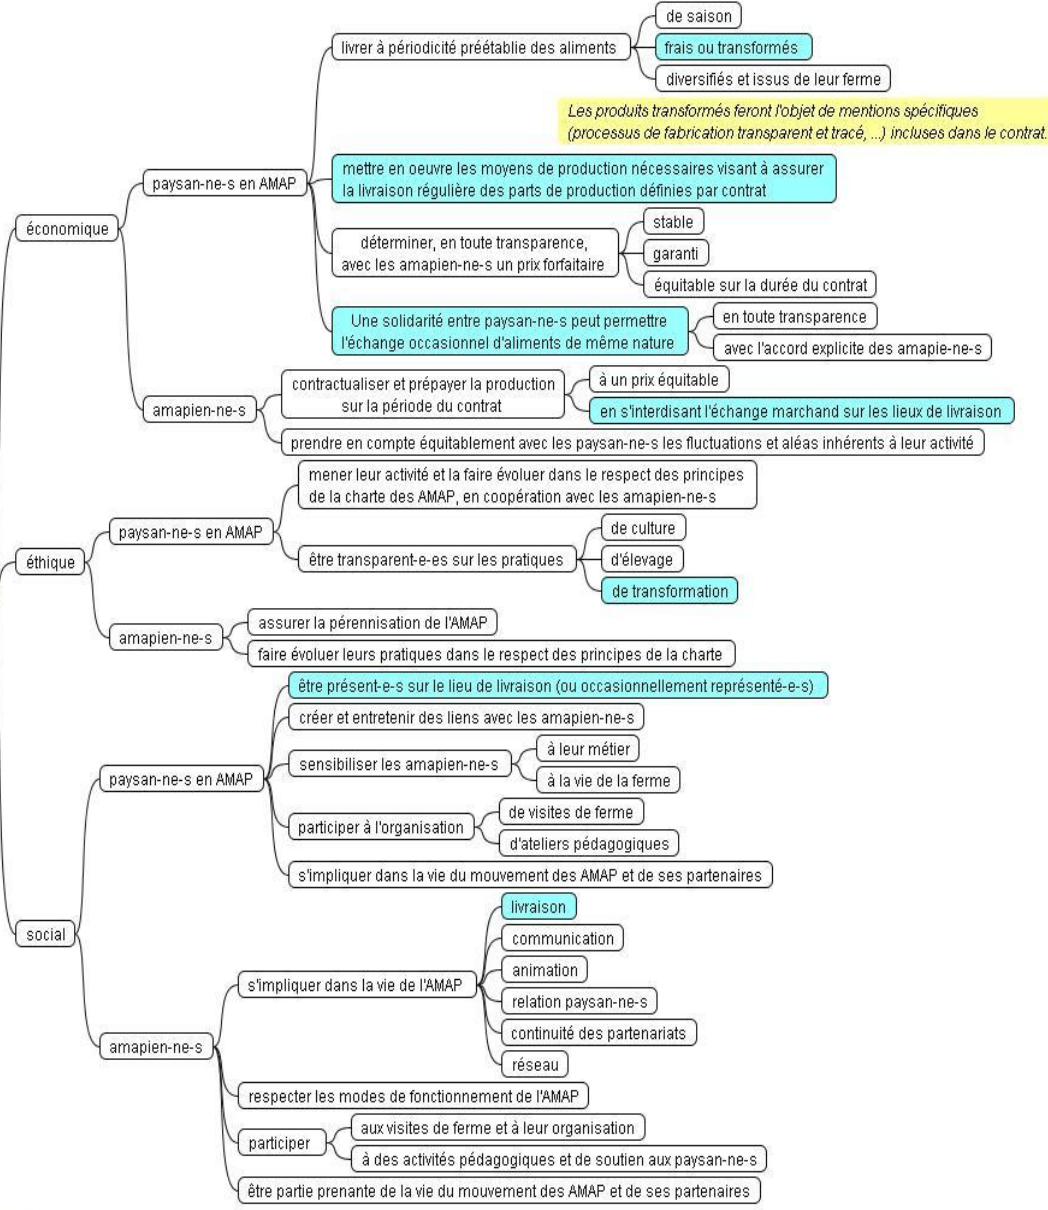 économique
paysan-ne-s en AMAP
livrer à périodicité préétablie des aliments
de saison
frais ou transformés
diversifiés et issus de leur ferme
Les produits transformés feront l'objet de mentions spécifiques
(processus de fabrication transparent et tracé, ...) incluses dans le contrat.
mettre en oeuvre les moyens de production nécessaires visant à assurer
la livraison régulière des parts de production définies par contrat
déterminer, en toute transparence,
avec les amapien-ne-s un prix forfaitaire
stable
garanti
équitable sur la durée du contrat
Une solidarité entre paysan-ne-s peut permettre
l'échange occasionnel d'aliments de même nature
en toute transparence
avec l'accord explicite des amapie-ne-s
amapien-ne-s
contractualiser et prépayer la production
sur la période du contrat
à un prix équitable
en s'interdisant l'échange marchand sur les lieux de livraison
prendre en compte équitablement avec les paysan-ne-s les fluctuations et aléas inhérents à leur activité
éthique
paysan-ne-s en AMAP
mener leur activité et la faire évoluer dans le respect des principes
de la charte des AMAP, en coopération avec les amapien-ne-s
être transparent-e-es sur les pratiques
de culture
d'élevage
de transformation
amapien-ne-s
assurer la pérennisation de l'AMAP
faire évoluer leurs pratiques dans le respect des principes de la charte
social
paysan-ne-s en AMAP
être présent-e-s sur le lieu de livraison (ou occasionnellement représenté-e-s)
créer et entretenir des liens avec les amapien-ne-s
sensibiliser les amapien-ne-s
à leur métier
à la vie de la ferme
participer à l'organisation
de visites de ferme
d'ateliers pédagogiques
s'impliquer dans la vie du mouvement des AMAP et de ses partenaires
amapien-ne-s
s'impliquer dans la vie de l'AMAP
livraison
communication
animation
relation paysan-ne-s
continuité des partenariats
réseau
respecter les modes de fonctionnement de l'AMAP
participer
aux visites de ferme et à leur organisation
à des activités pédagogiques et de soutien aux paysan-ne-s
être partie prenante de la vie du mouvement des AMAP et de ses partenaires